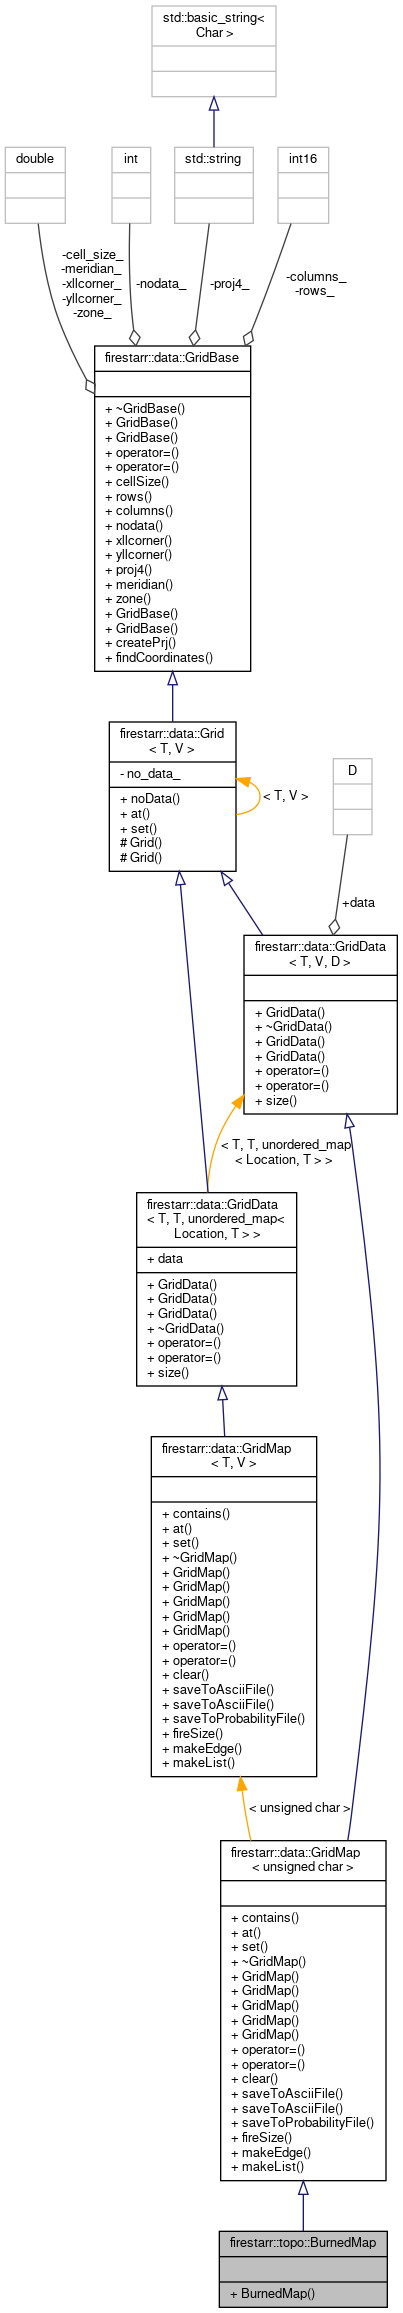 std::basic_string<
Char >
double
int
std::string
int16
-cell_size_
-meridian_
-xllcorner_
-yllcorner_
-zone_
-nodata_
-proj4_
-columns_
-rows_
firestarr::data::GridBase
+ ~GridBase()
+ GridBase()
+ GridBase()
+ operator=()
+ operator=()
+ cellSize()
+ rows()
+ columns()
+ nodata()
+ xllcorner()
+ yllcorner()
+ proj4()
+ meridian()
+ zone()
+ GridBase()
+ GridBase()
+ createPrj()
+ findCoordinates()
firestarr::data::Grid
< T, V >
- no_data_
+ noData()
+ at()
+ set()
# Grid()
# Grid()
< T, V >
D
+data
firestarr::data::GridData
< T, V, D >
+ GridData()
+ ~GridData()
+ GridData()
+ GridData()
+ operator=()
+ operator=()
+ size()
< T, T, unordered_map
< Location, T > >
firestarr::data::GridData
< T, T, unordered_map<
Location, T > >
+ data
+ GridData()
+ GridData()
+ GridData()
+ ~GridData()
+ operator=()
+ operator=()
+ size()
firestarr::data::GridMap
< T, V >
+ contains()
+ at()
+ set()
+ ~GridMap()
+ GridMap()
+ GridMap()
+ GridMap()
+ GridMap()
+ GridMap()
+ operator=()
+ operator=()
+ clear()
+ saveToAsciiFile()
+ saveToAsciiFile()
+ saveToProbabilityFile()
+ fireSize()
+ makeEdge()
+ makeList()
< unsigned char >
firestarr::data::GridMap
< unsigned char >
+ contains()
+ at()
+ set()
+ ~GridMap()
+ GridMap()
+ GridMap()
+ GridMap()
+ GridMap()
+ GridMap()
+ operator=()
+ operator=()
+ clear()
+ saveToAsciiFile()
+ saveToAsciiFile()
+ saveToProbabilityFile()
+ fireSize()
+ makeEdge()
+ makeList()
firestarr::topo::BurnedMap
+ BurnedMap()